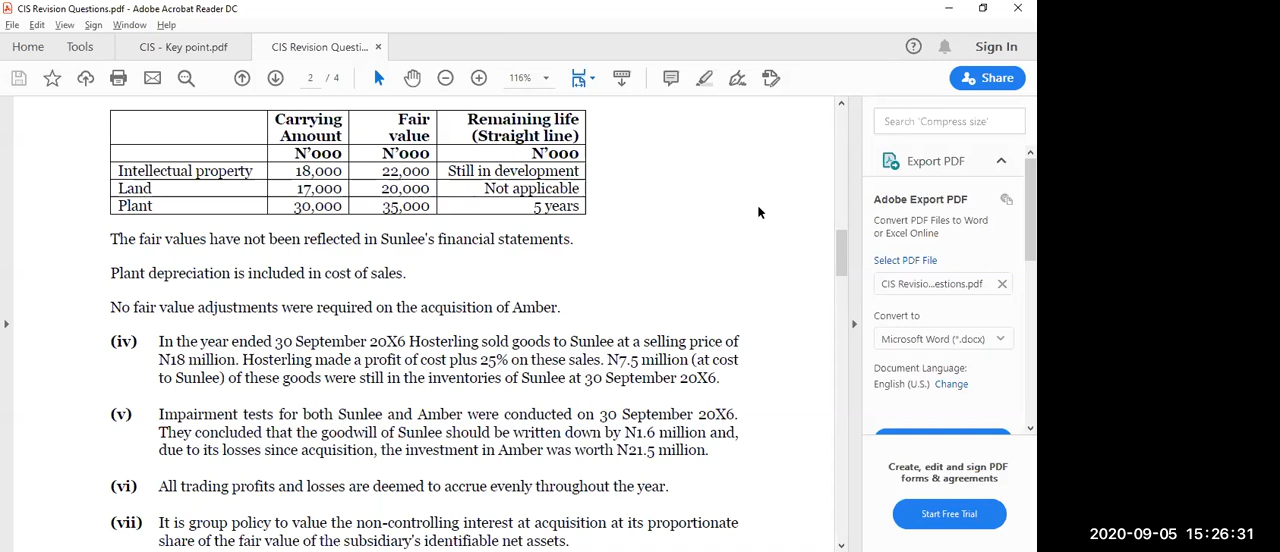 CIS Revision Questions.pdf - Adobe Acrobat Reader DC
File Edit View Sign Window Help
Home Tools CIS - Key point.pdf CIS Revision Questi... × Sign In
2 / 4 116% Share
Carrying Amount Fair value Remaining life (Straight line)
N'000 N'000 N'000
Intellectual property 18,000 22,000 Still in development
Land 17,000 20,000 Not applicable
Plant 30,000 35,000 5 years
The fair values have not been reflected in Sunlee's financial statements.
Plant depreciation is included in cost of sales.
No fair value adjustments were required on the acquisition of Amber.
(iv) In the year ended 30 September 20X6 Hosterling sold goods to Sunlee at a selling price of
N18 million. Hosterling made a profit of cost plus 25% on these sales. N7.5 million (at cost
to Sunlee) of these goods were still in the inventories of Sunlee at 30 September 20X6.
(v) Impairment tests for both Sunlee and Amber were conducted on 30 September 20X6.
They concluded that the goodwill of Sunlee should be written down by N1.6 million and,
due to its losses since acquisition, the investment in Amber was worth N21.5 million.
(vi) All trading profits and losses are deemed to accrue evenly throughout the year.
(vii) It is group policy to value the non-controlling interest at acquisition at its proportionate
share of the fair value of the subsidiary's identifiable net assets.
Search 'Compress size'
Export PDF
Adobe Export PDF
Convert PDF Files to Word
or Excel Online
Select PDF File
CIS Revisio...estions.pdf ×
Convert to
Microsoft Word (*.docx)
Document Language:
English (U.S.) Change
Create, edit and sign PDF
forms & agreements
Start Free Trial
2020-09-05 15:26:31